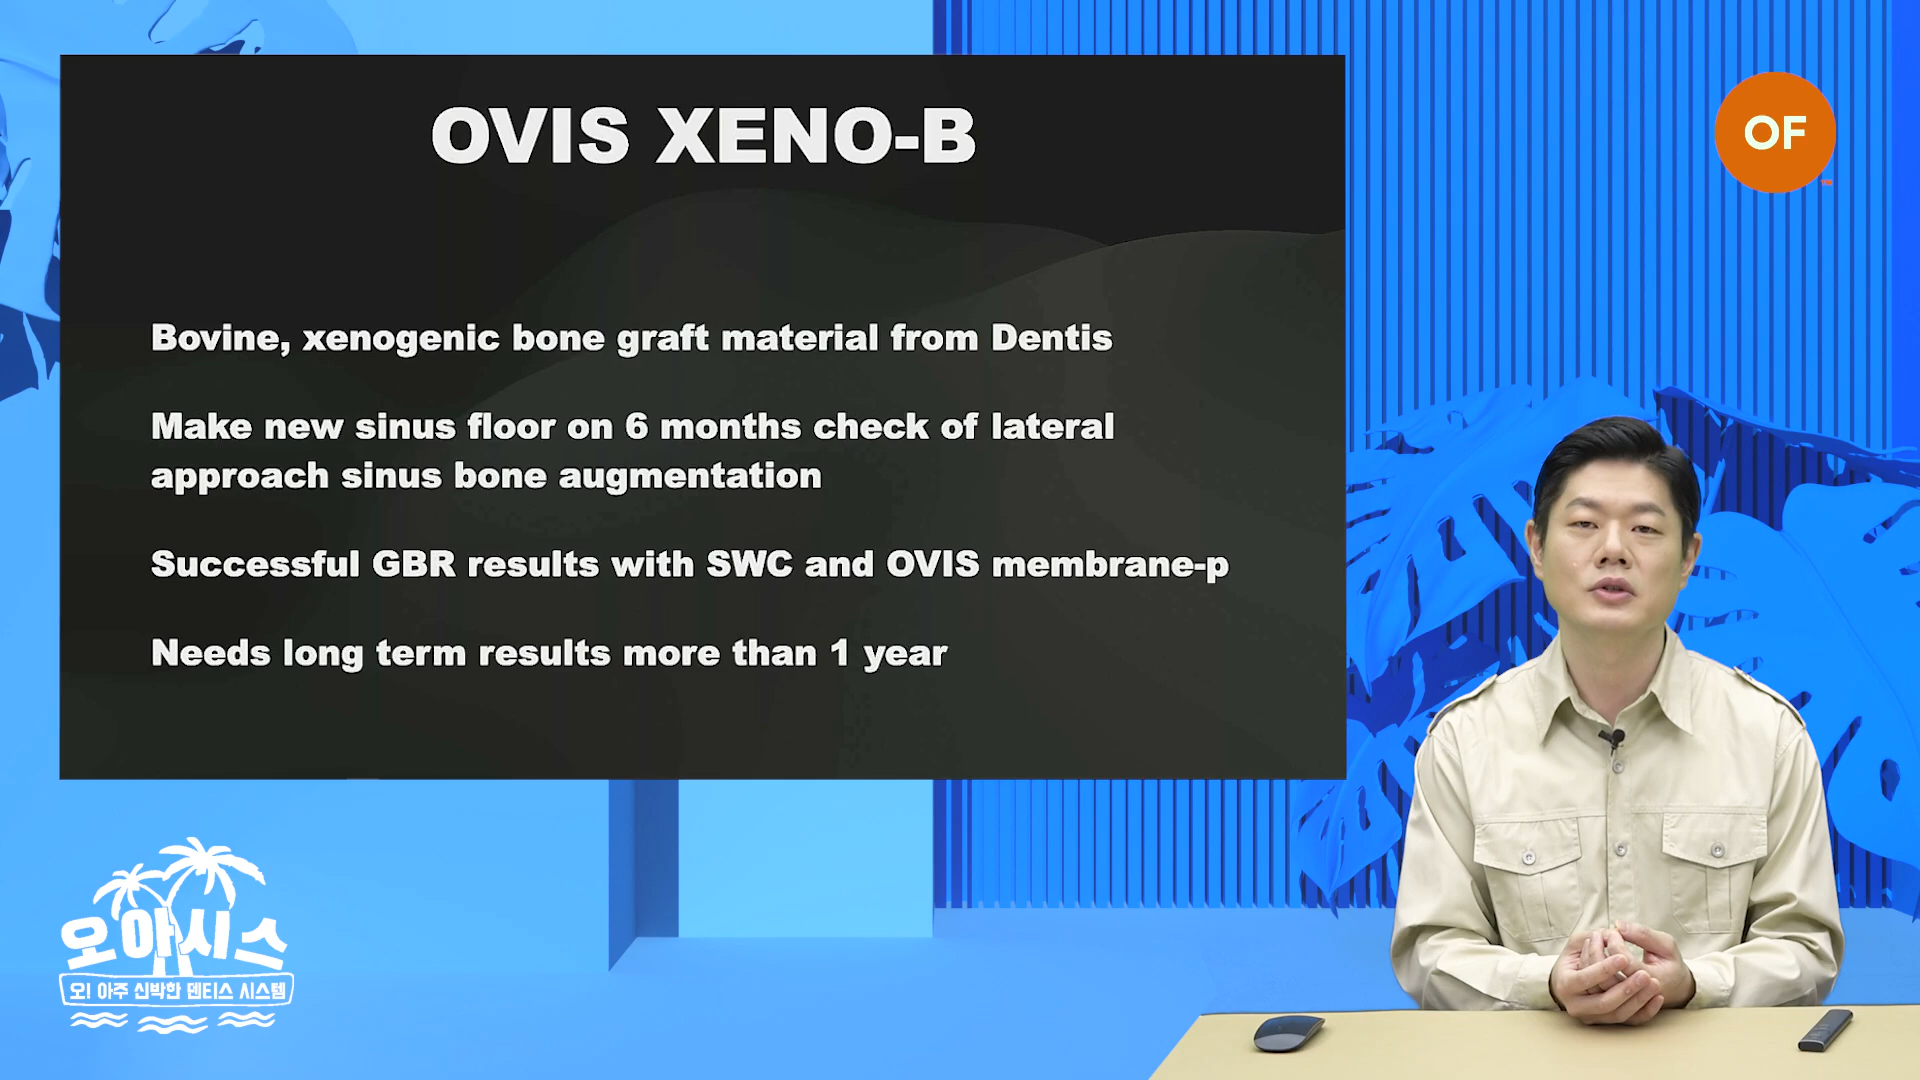 OVIS XENO-B
OF
TM
Bovine, xenogenic bone graft material from Dentis
Make new sinus floor on 6 months check of lateral
approach sinus bone augmentation
Successful GBR results with SWC and OVIS membrane-p
Needs long term results more than 1 year
오아시스
오! 아주 신박한 덴티스 시스템